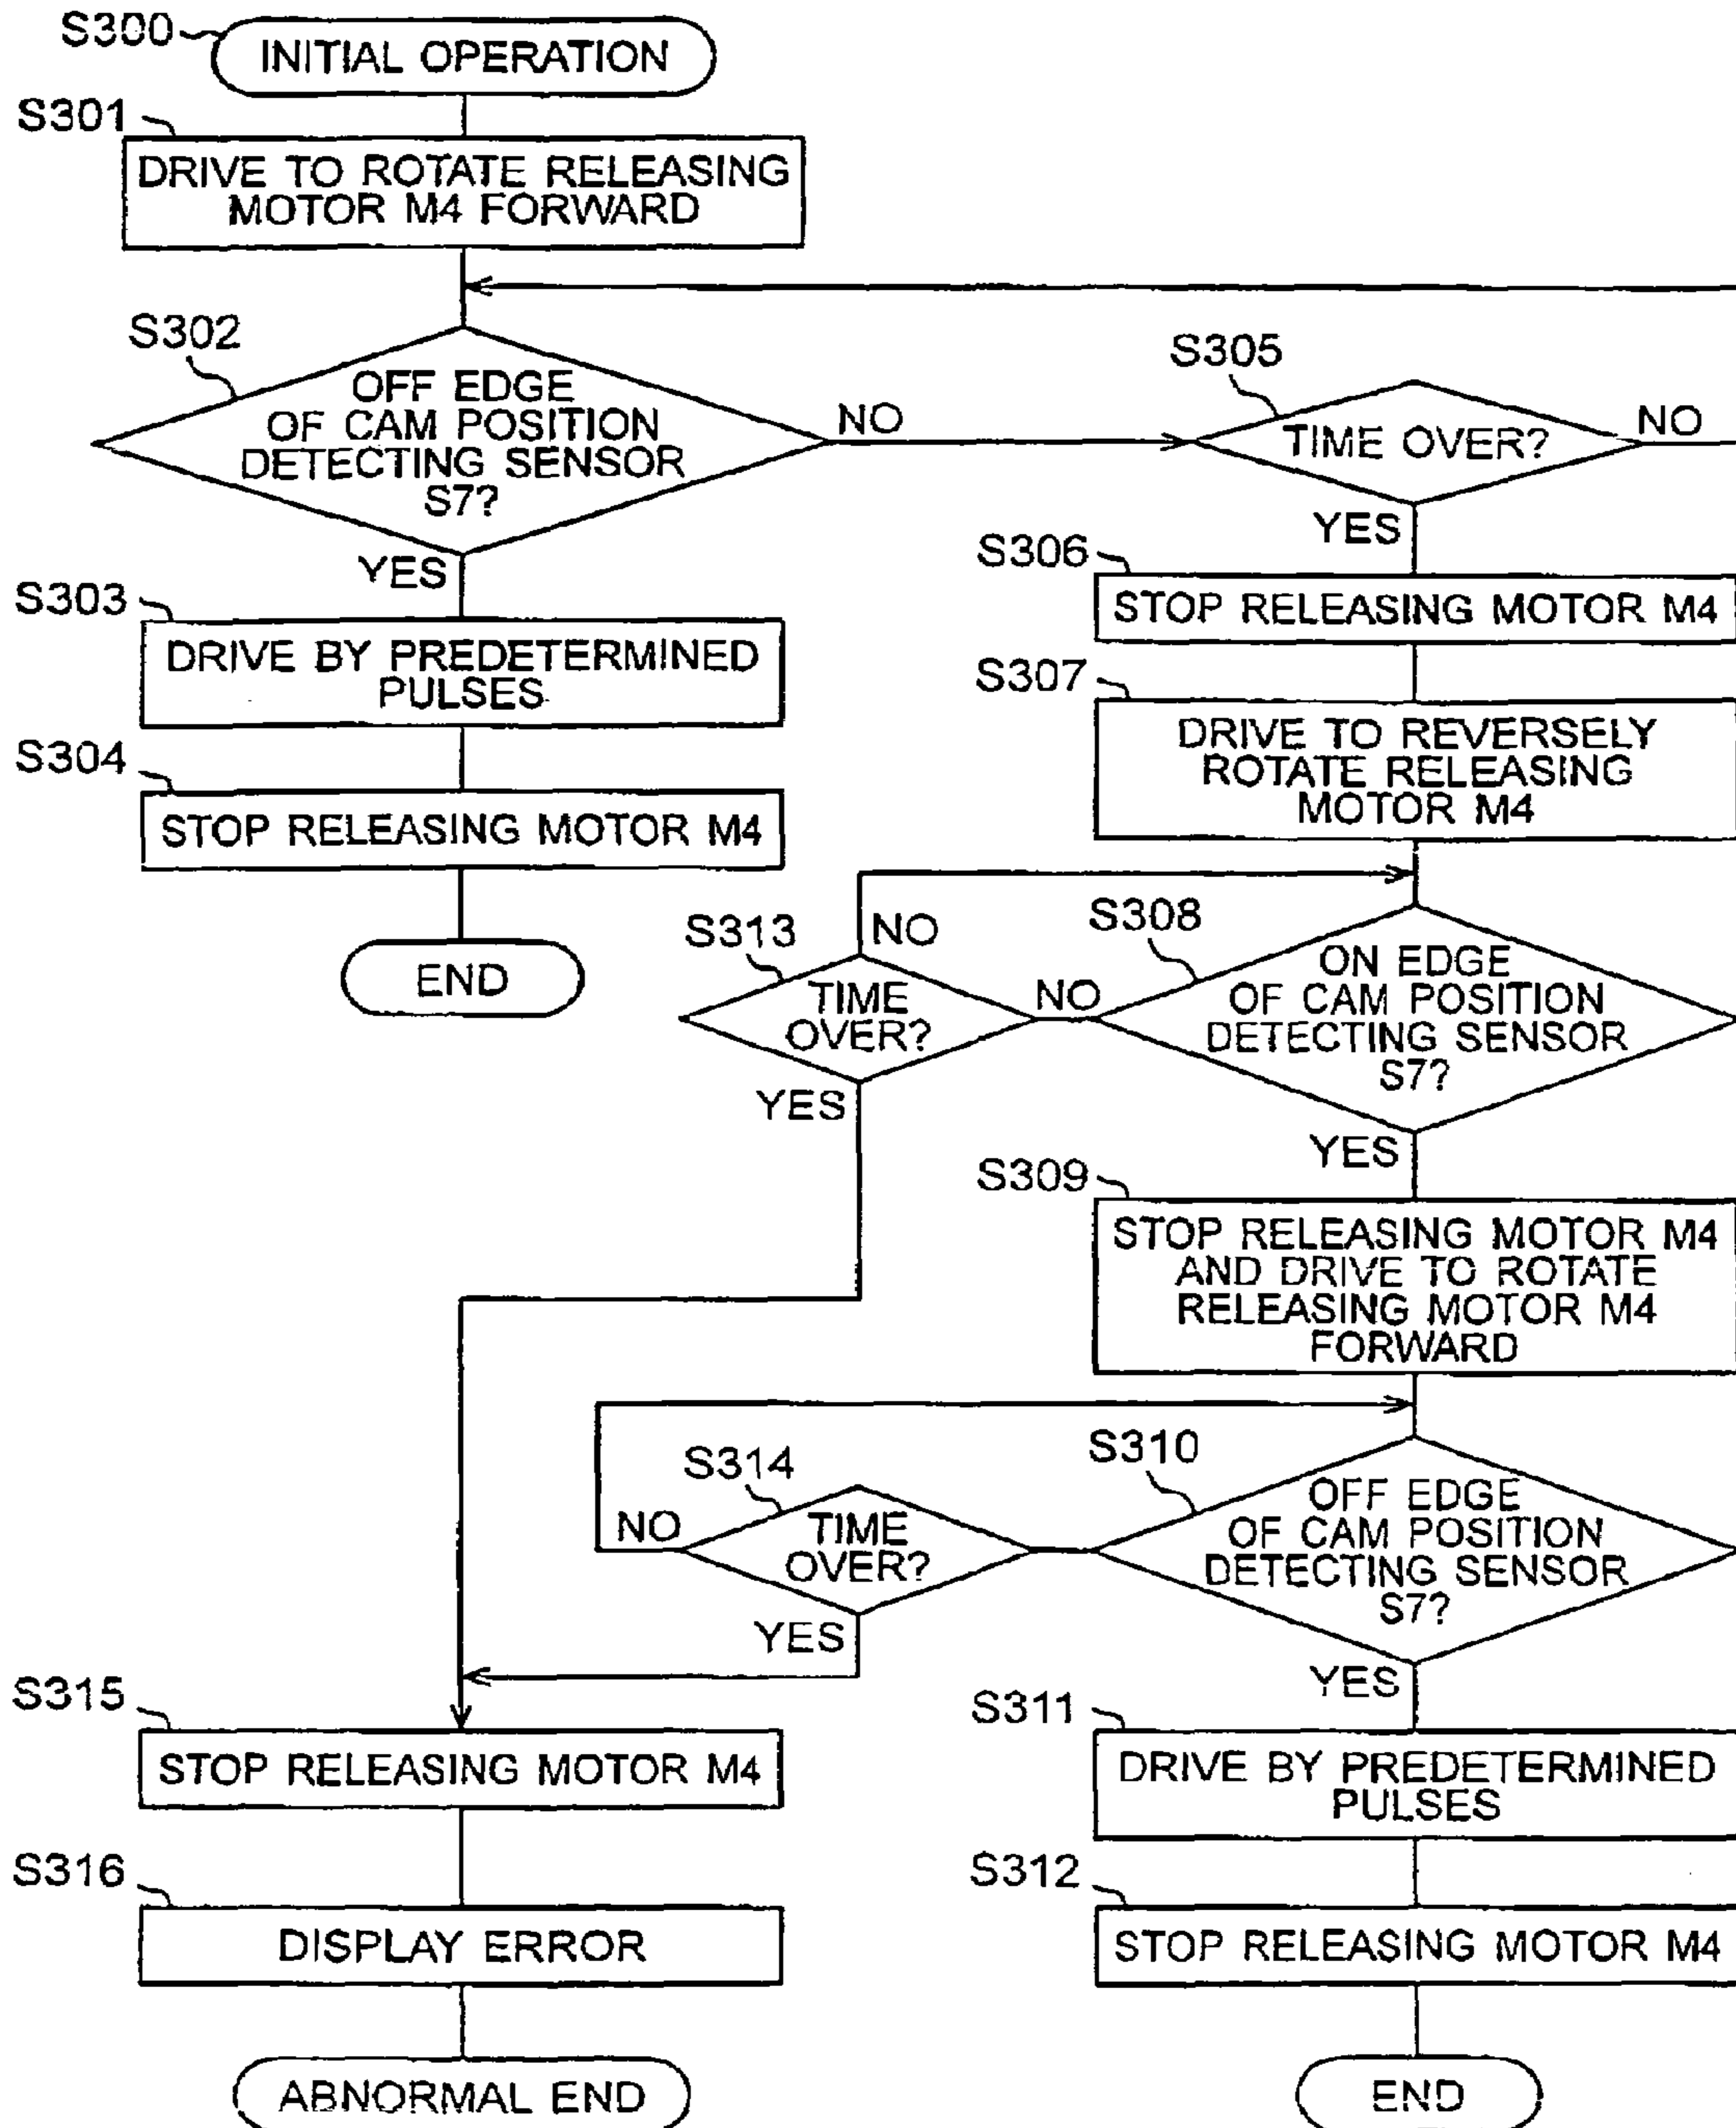 S300
INITIAL OPERATION
S301
DRIVE TO ROTATE RELEASING
MOTOR M4 FORWARD
S302
OFF EDGE
OF CAM POSITION
DETECTING SENSOR
S7?
NO
YES
S303
DRIVE BY PREDETERMINED
PULSES
S304
STOP RELEASING MOTOR M4
END
S305
TIME OVER?
NO
YES
S306
STOP RELEASING MOTOR M4
S307
DRIVE TO REVERSELY
ROTATE RELEASING
MOTOR M4
S308
ON EDGE
OF CAM POSITION
DETECTING SENSOR
S7?
NO
YES
S313
TIME
OVER?
NO
YES
S309
STOP RELEASING MOTOR M4
AND DRIVE TO ROTATE
RELEASING MOTOR M4
FORWARD
S310
OFF EDGE
OF CAM POSITION
DETECTING SENSOR
S7?
YES
S314
TIME
OVER?
NO
YES
S311
DRIVE BY PREDETERMINED
PULSES
S312
STOP RELEASING MOTOR M4
END
S315
STOP RELEASING MOTOR M4
S316
DISPLAY ERROR
ABNORMAL END